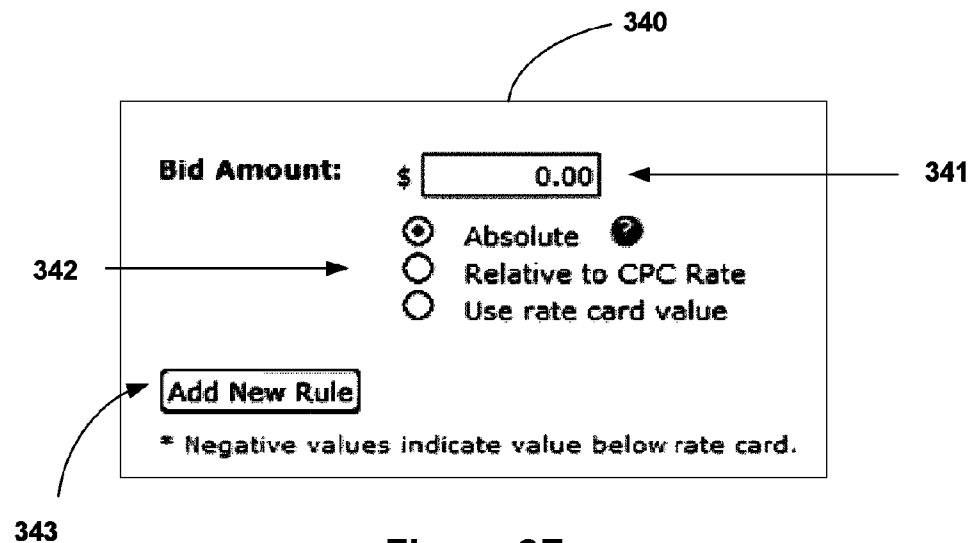 340
Bid Amount: $ 0.00
341
Absolute ?
342
Relative to CPC Rate
Use rate card value
Add New Rule
* Negative values indicate value below rate card.
343